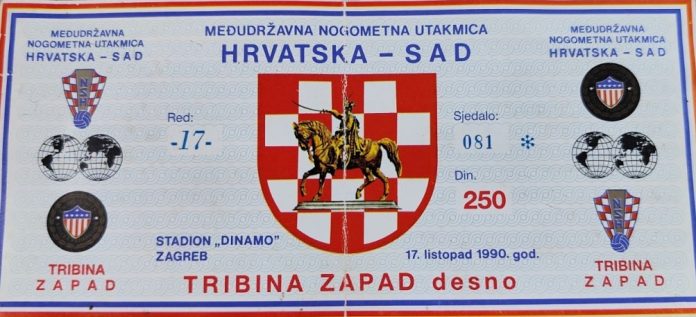 MEĐUDRŽAVNA
NOGOMETNA UTAKMICA
HRVATSKA – SAD
TRIBINA
ZAPAD
MEĐUDRŽAVNA NOGOMETNA UTAKMICA
HRVATSKA – SAD
Red:
-17-
Sjedalo:
081 *
Din.
250
STADION „DINAMO”
ZAGREB
17. listopad 1990. god.
TRIBINA ZAPAD desno
MEĐUDRŽAVNA
NOGOMETNA UTAKMICA
HRVATSKA – SAD
TRIBINA
ZAPAD